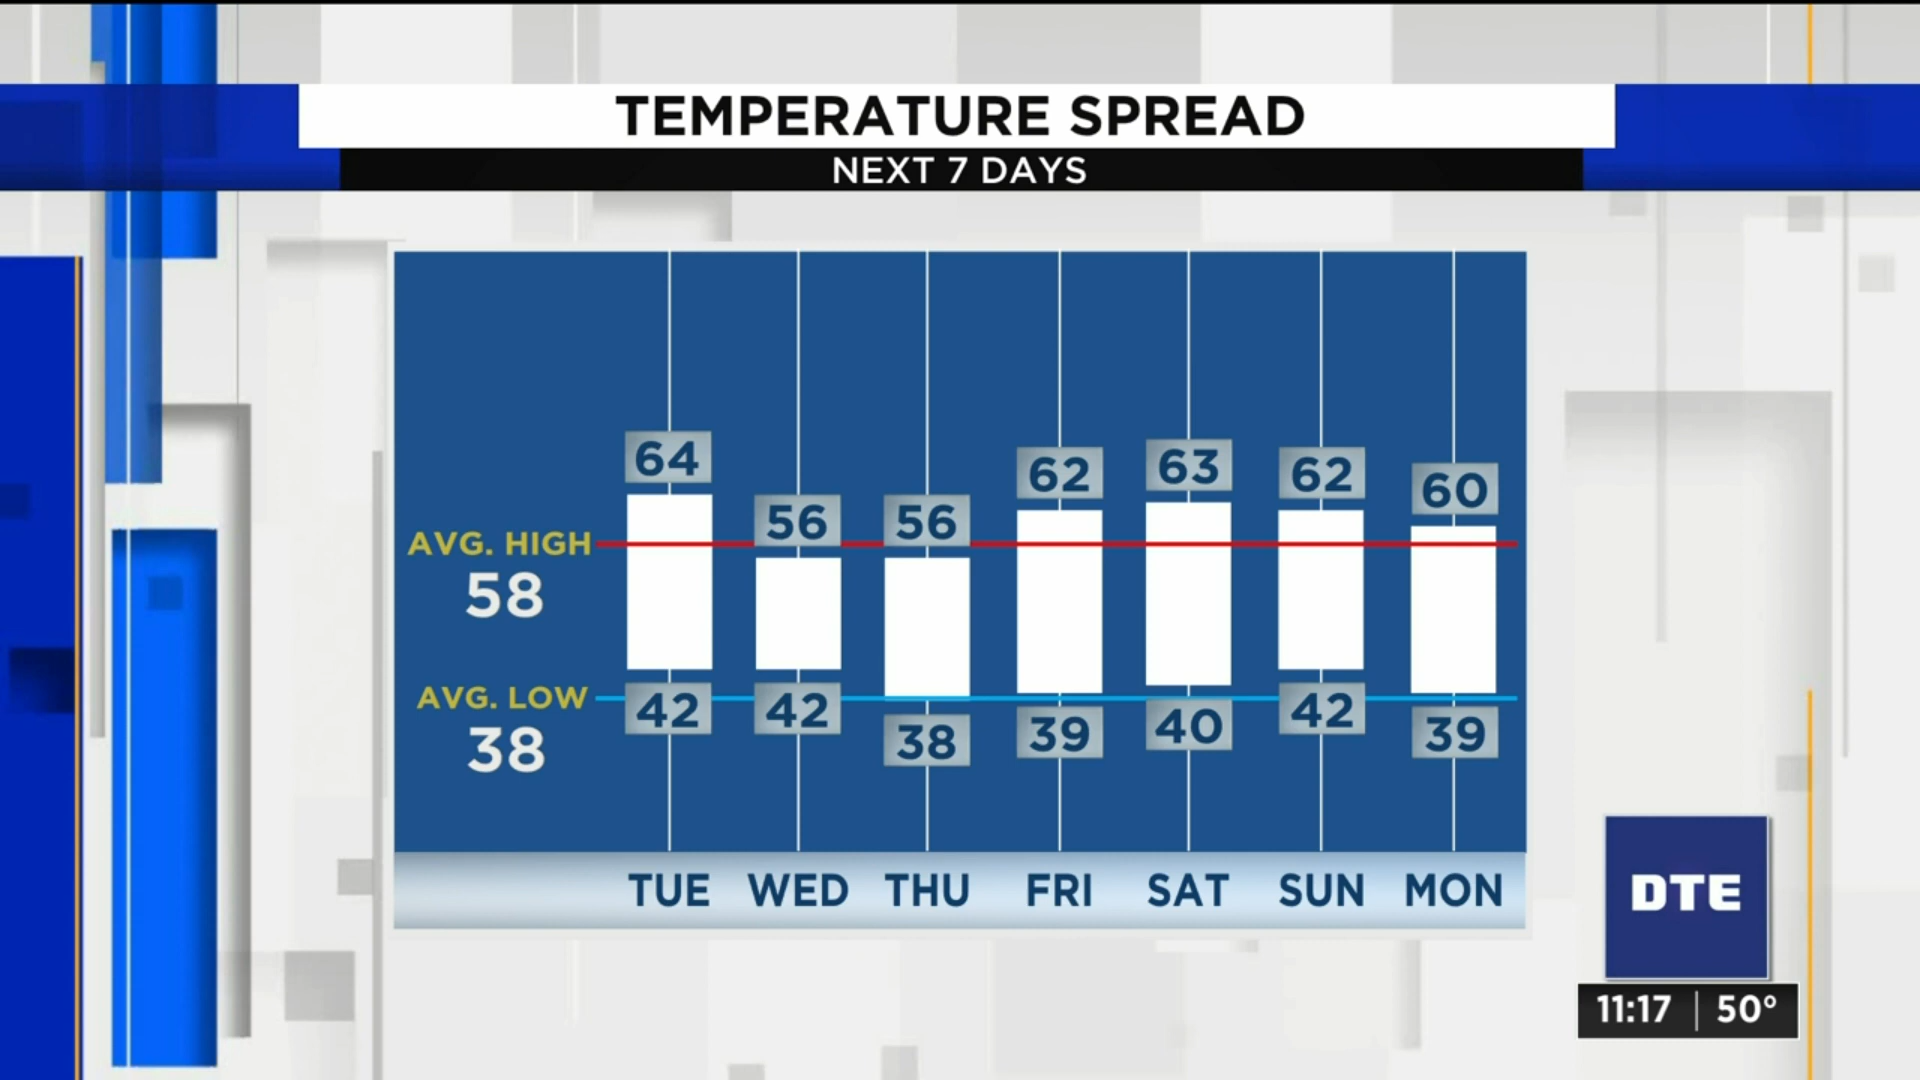 TEMPERATURE SPREAD
NEXT 7 DAYS
64 56 56 62 63 62 60
AVG. HIGH
58
AVG. LOW
38
42 42 38 39 40 42 39
TUE WED THU FRI SAT SUN MON
DTE
11:17 50°